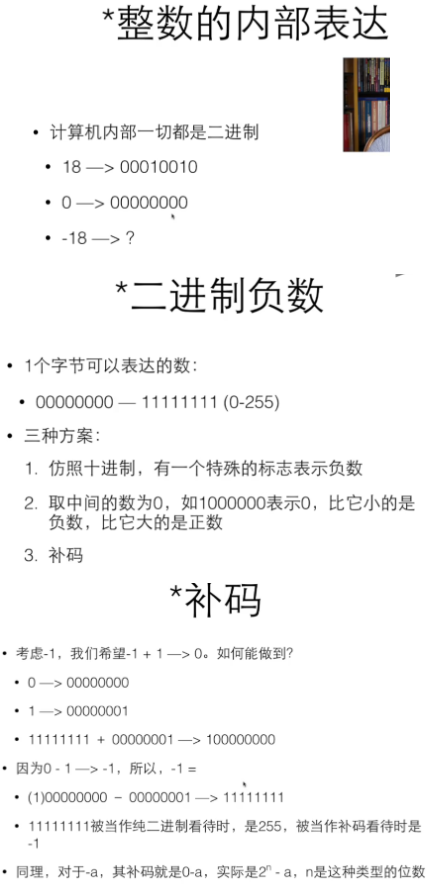 *整数的内部表达
• 计算机内部一切都是二进制
• 18 —> 00010010
• 0 —> 00000000
• -18 —> ?
*二进制负数
• 1个字节可以表达的数：
• 00000000 — 11111111 (0-255)
• 三种方案：
1. 仿照十进制，有一个特殊的标志表示负数
2. 取中间的数为0，如1000000表示0，比它小的是
负数，比它大的是正数
3. 补码
*补码
• 考虑-1，我们希望-1 + 1 —> 0。如何能做到？
• 0 —> 00000000
• 1 —> 00000001
• 11111111 + 00000001 —> 100000000
• 因为0 - 1 —> -1，所以，-1 =
• (1)00000000 – 00000001 —> 11111111
• 11111111被当作纯二进制看待时，是255，被当作补码看待时是
-1
• 同理，对于-a，其补码就是0-a，实际是2ⁿ - a，n是这种类型的位数